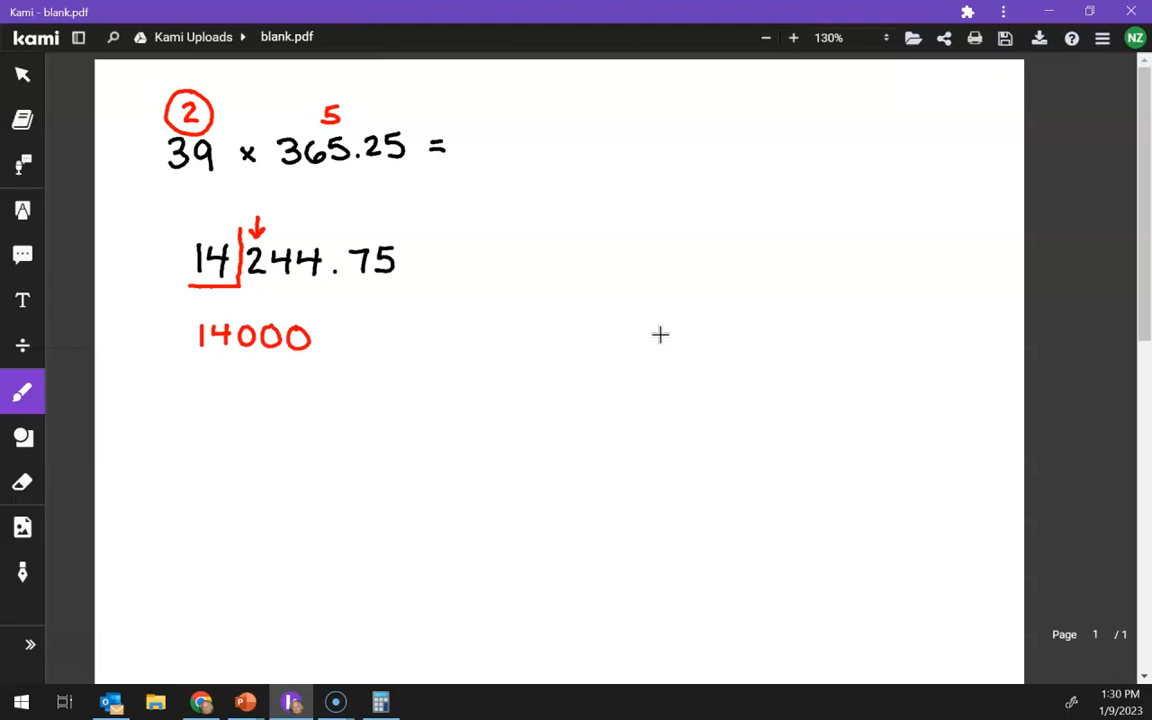 Kami - blank.pdf
kami Kami Uploads blank.pdf 130% NZ
2 5
39 × 365.25 =
14 244.75
14000
Page 1 / 1
1:30 PM
1/9/2023